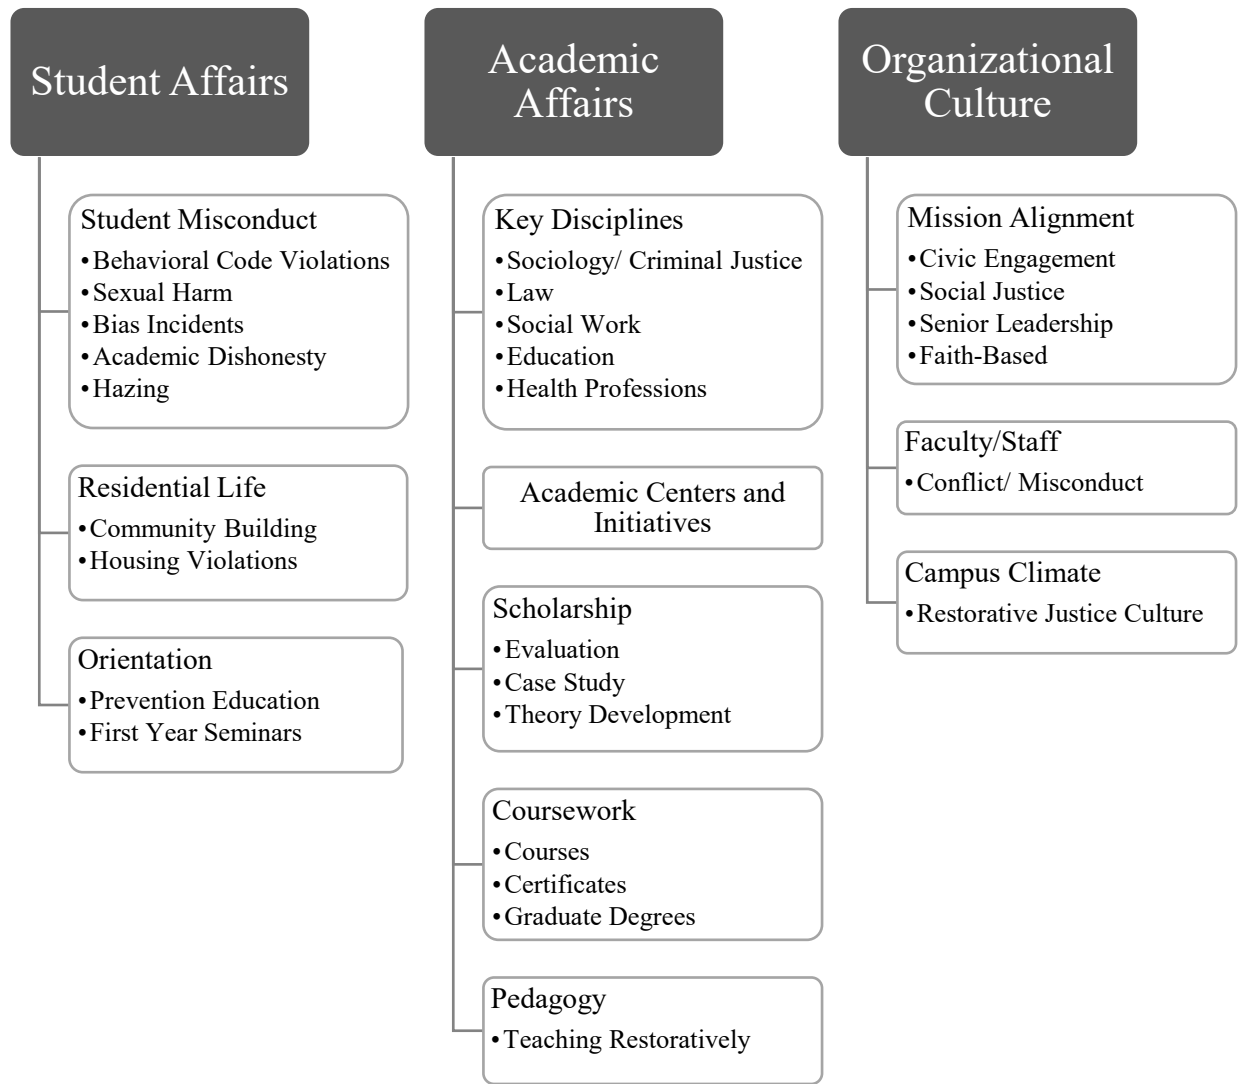 Student Affairs
Student Misconduct
•Behavioral Code Violations
•Sexual Harm
•Bias Incidents
•Academic Dishonesty
•Hazing
Residential Life
•Community Building
•Housing Violations
Orientation
•Prevention Education
•First Year Seminars
Academic
Affairs
Key Disciplines
•Sociology/ Criminal Justice
•Law
•Social Work
•Education
•Health Professions
Academic Centers and
Initiatives
Scholarship
•Evaluation
•Case Study
•Theory Development
Coursework
•Courses
•Certificates
•Graduate Degrees
Pedagogy
•Teaching Restoratively
Organizational
Culture
Mission Alignment
•Civic Engagement
•Social Justice
•Senior Leadership
•Faith-Based
Faculty/Staff
•Conflict/ Misconduct
Campus Climate
•Restorative Justice Culture